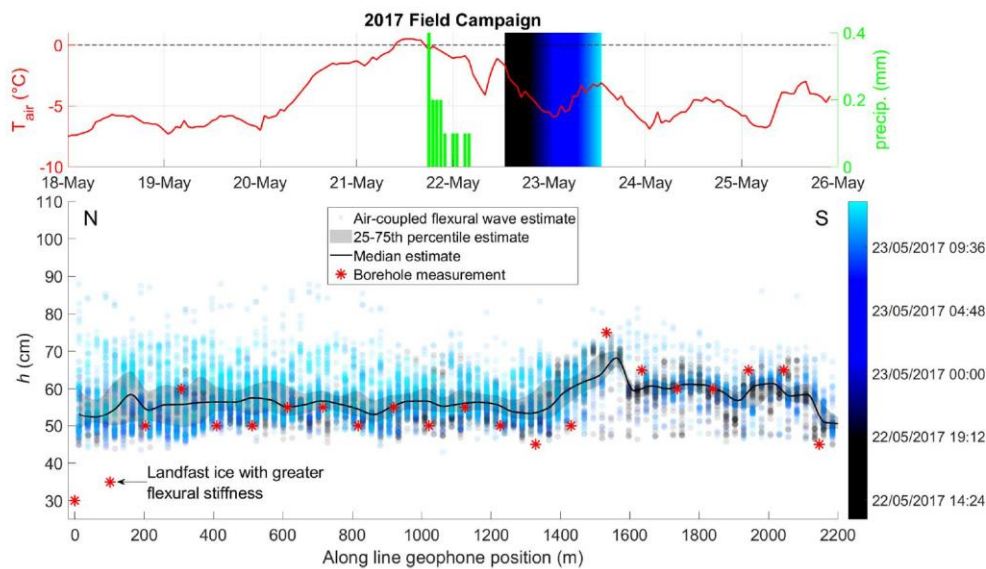 2017 Field Campaign
T_air (°C)
0
-5
-10
0.4
0.2
0
precip. (mm)
18-May 19-May 20-May 21-May 22-May 23-May 24-May 25-May 26-May
N
S
Air-coupled flexural wave estimate
25-75th percentile estimate
Median estimate
Borehole measurement
h (cm)
110
100
90
80
70
60
50
40
30
Landfast ice with greater
flexural stiffness
0 200 400 600 800 1000 1200 1400 1600 1800 2000 2200
Along line geophone position (m)
23/05/2017 09:36
23/05/2017 04:48
23/05/2017 00:00
22/05/2017 19:12
22/05/2017 14:24